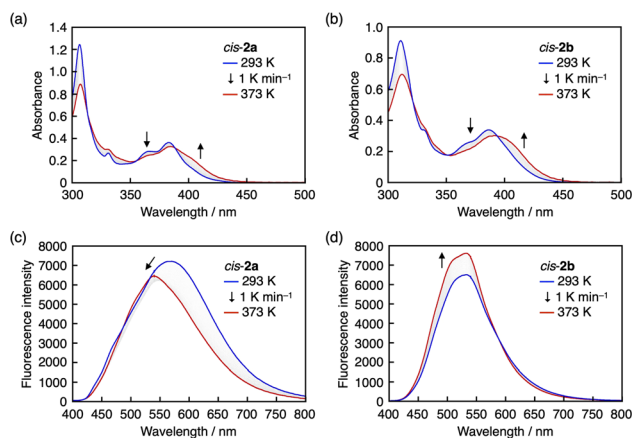 (a)
1.4
1.2
1.0
0.8
0.6
0.4
0.2
0
Absorbance
cis-2a
293 K
↓ 1 K min⁻¹
373 K
300 350 400 450 500
Wavelength / nm
(b)
1.0
0.8
0.6
0.4
0.2
0
Absorbance
cis-2b
293 K
↓ 1 K min⁻¹
373 K
300 350 400 450 500
Wavelength / nm
(c)
8000
7000
6000
5000
4000
3000
2000
1000
0
Fluorescence intensity
cis-2a
293 K
↓ 1 K min⁻¹
373 K
400 450 500 550 600 650 700 750 800
Wavelength / nm
(d)
8000
7000
6000
5000
4000
3000
2000
1000
0
Fluorescence intensity
cis-2b
293 K
↓ 1 K min⁻¹
373 K
400 450 500 550 600 650 700 750 800
Wavelength / nm